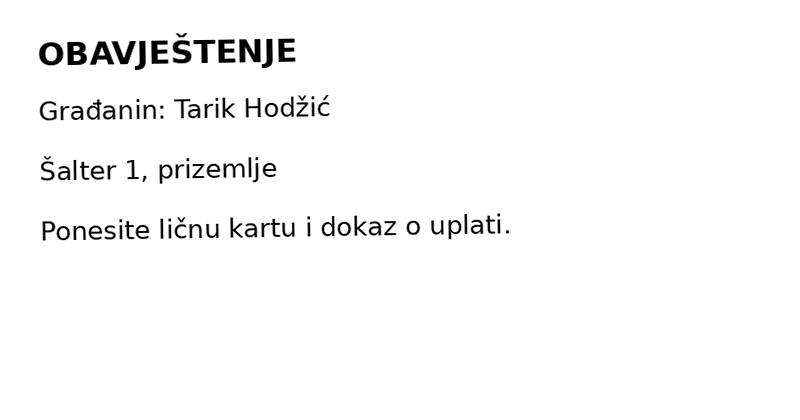 OBAVJEŠTENJE
Građanin: Tarik Hodžić
Šalter 1, prizemlje
Ponesite ličnu kartu i dokaz o uplati.